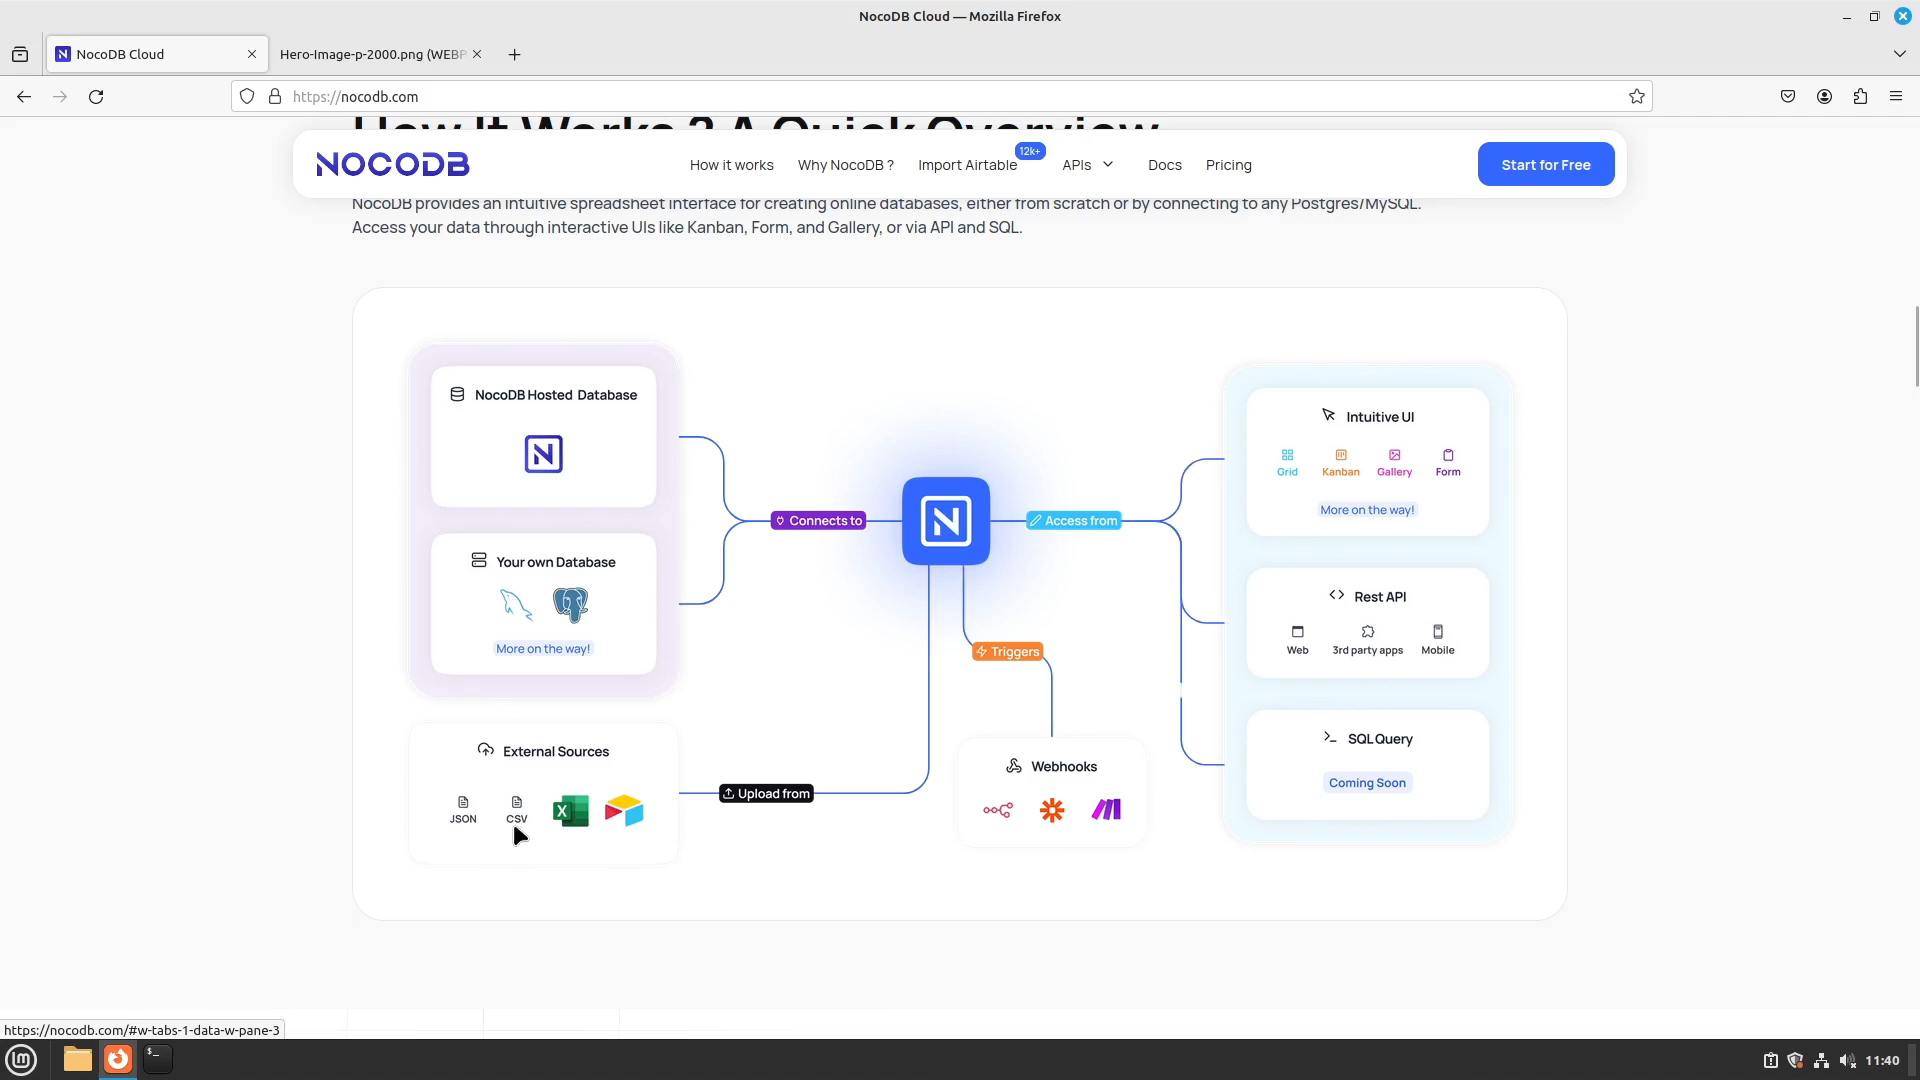 NocoDB Cloud — Mozilla Firefox
NocoDB Cloud
Hero-Image-p-2000.png (WEBP
https://nocodb.com
How It Works ? A Quick Overview
NOCODB
How it works
Why NocoDB ?
Import Airtable
12k+
APIs
Docs
Pricing
Start for Free
NocoDB provides an intuitive spreadsheet interface for creating online databases, either from scratch or by connecting to any Postgres/MySQL.
Access your data through interactive UIs like Kanban, Form, and Gallery, or via API and SQL.
NocoDB Hosted Database
Your own Database
More on the way!
Connects to
Access from
Triggers
Intuitive UI
Grid
Kanban
Gallery
Form
More on the way!
Rest API
Web
3rd party apps
Mobile
SQL Query
Coming Soon
External Sources
JSON
CSV
Upload from
Webhooks
https://nocodb.com/#w-tabs-1-data-w-pane-3
11:40